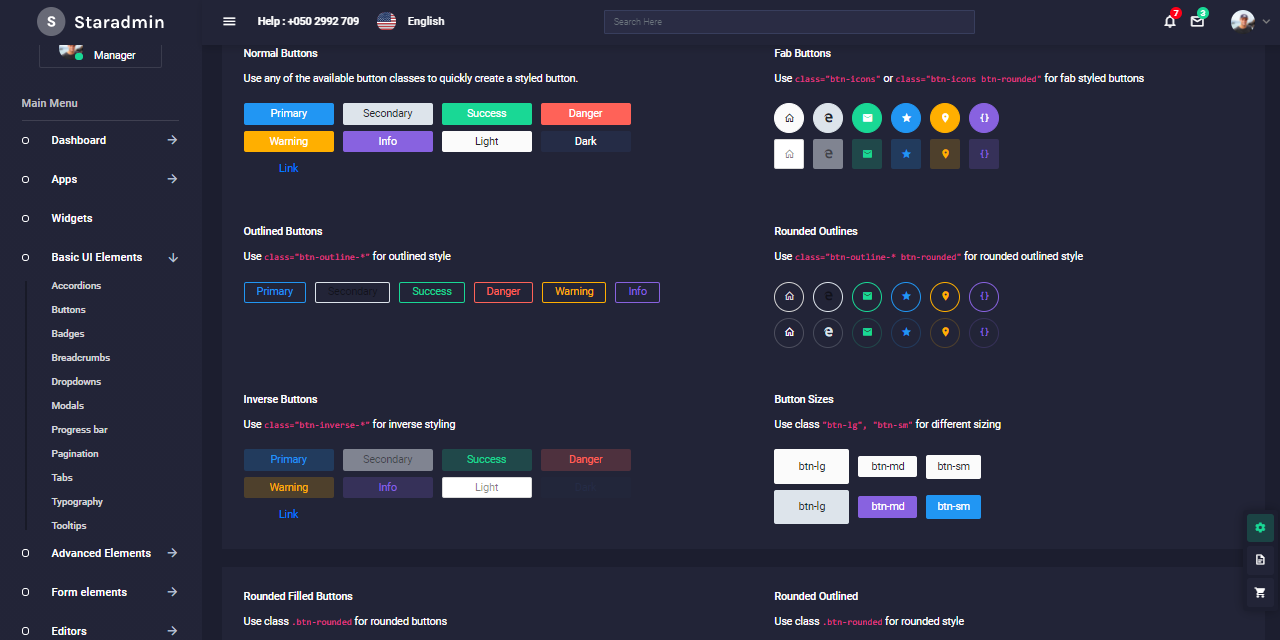 S Staradmin
Help : +050 2992 709
English
Search Here
7
3
Manager
Main Menu
Dashboard
Apps
Widgets
Basic UI Elements
Accordions
Buttons
Badges
Breadcrumbs
Dropdowns
Modals
Progress bar
Pagination
Tabs
Typography
Tooltips
Advanced Elements
Form elements
Editors
Normal Buttons
Use any of the available button classes to quickly create a styled button.
Primary Secondary Success Danger
Warning Info Light Dark
Link
Fab Buttons
Use class="btn-icons" or class="btn-icons btn-rounded" for fab styled buttons
Outlined Buttons
Use class="btn-outline-*" for outlined style
Primary Secondary Success Danger Warning Info
Rounded Outlines
Use class="btn-outline-* btn-rounded" for rounded outlined style
Inverse Buttons
Use class="btn-inverse-*" for inverse styling
Primary Secondary Success Danger
Warning Info Light Dark
Link
Button Sizes
Use class "btn-lg", "btn-sm" for different sizing
btn-lg btn-md btn-sm
btn-lg btn-md btn-sm
Rounded Filled Buttons
Use class .btn-rounded for rounded buttons
Rounded Outlined
Use class .btn-rounded for rounded style